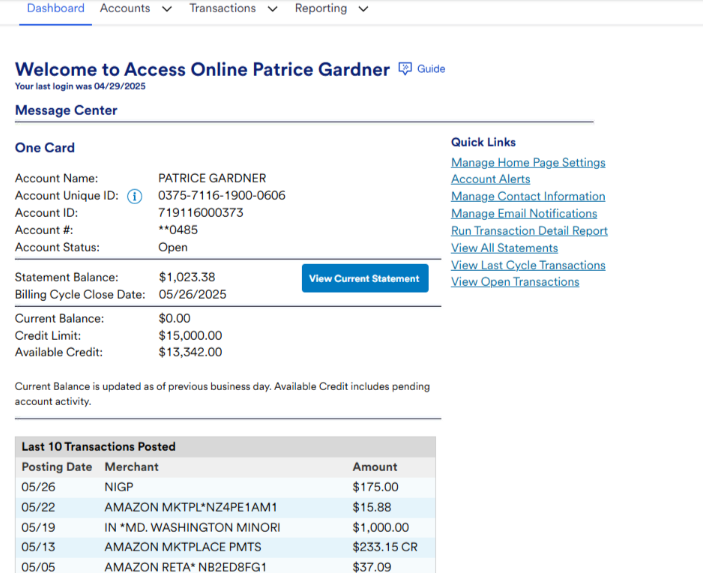 Dashboard Accounts Transactions Reporting
Welcome to Access Online Patrice Gardner Guide
Your last login was 04/29/2025
Message Center
One Card
Account Name: PATRICE GARDNER
Account Unique ID: 0375-7116-1900-0606
Account ID: 719116000373
Account #: **0485
Account Status: Open
Statement Balance: $1,023.38
Billing Cycle Close Date: 05/26/2025
View Current Statement
Current Balance: $0.00
Credit Limit: $15,000.00
Available Credit: $13,342.00
Current Balance is updated as of previous business day. Available Credit includes pending
account activity.
Quick Links
Manage Home Page Settings
Account Alerts
Manage Contact Information
Manage Email Notifications
Run Transaction Detail Report
View All Statements
View Last Cycle Transactions
View Open Transactions
Last 10 Transactions Posted
Posting Date Merchant Amount
05/26 NIGP $175.00
05/22 AMAZON MKTPL*NZ4PE1AM1 $15.88
05/19 IN *MD. WASHINGTON MINORI $1,000.00
05/13 AMAZON MKTPLACE PMTS $233.15 CR
05/05 AMAZON RETA* NB2ED8FG1 $37.09